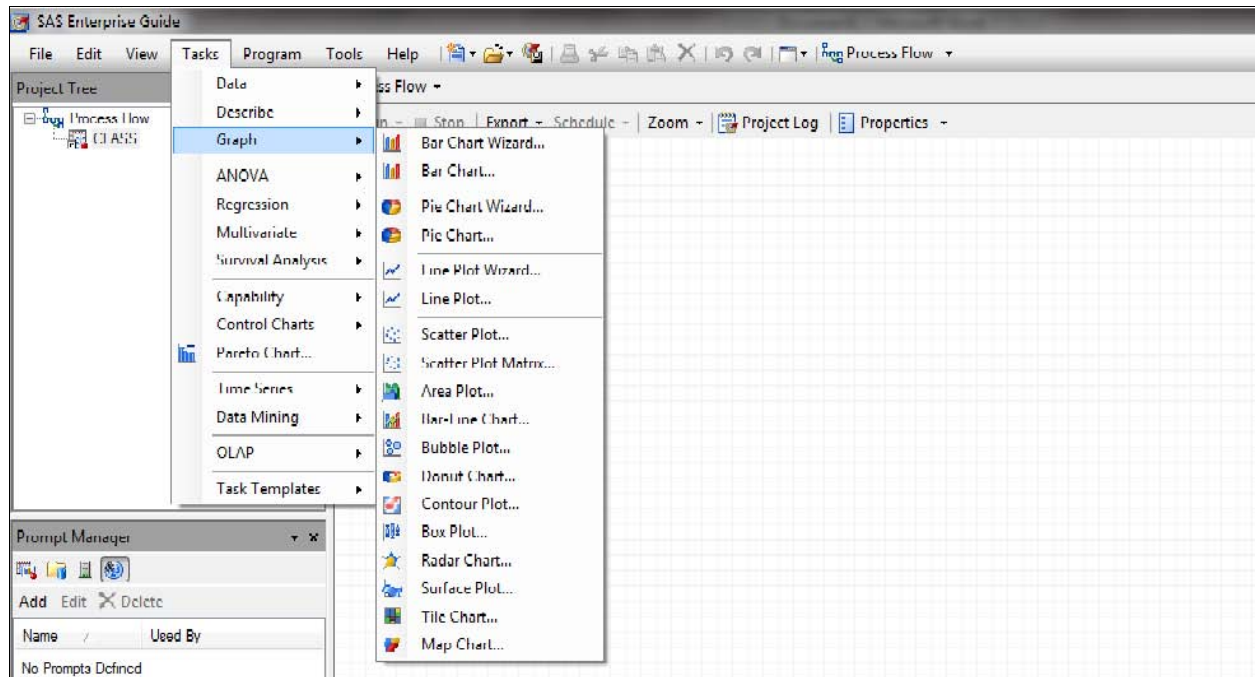 SAS Enterprise Guide
File Edit View Tasks Program Tools Help Process Flow
Project Tree
Process Flow
CLASS
Data
Describe
Graph
ANOVA
Regression
Multivariate
Survival Analysis
Capability
Control Charts
Pareto Chart...
Time Series
Data Mining
OLAP
Task Templates
ss Flow
n Stop Export Schedule Zoom Project Log Properties
Bar Chart Wizard...
Bar Chart...
Pie Chart Wizard...
Pie Chart...
Line Plot Wizard...
Line Plot...
Scatter Plot...
Scatter Plot Matrix...
Area Plot...
Bar-Line Chart...
Bubble Plot...
Donut Chart...
Contour Plot...
Box Plot...
Radar Chart...
Surface Plot...
Tile Chart...
Map Chart...
Prompt Manager
Add Edit Delete
Name Used By
No Prompts Defined